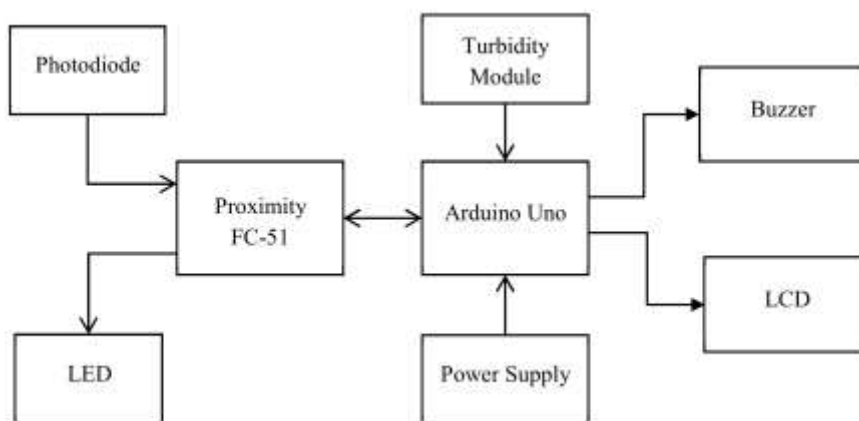 Photodiode
Turbidity
Module
Buzzer
Proximity
FC-51
Arduino Uno
LCD
LED
Power Supply